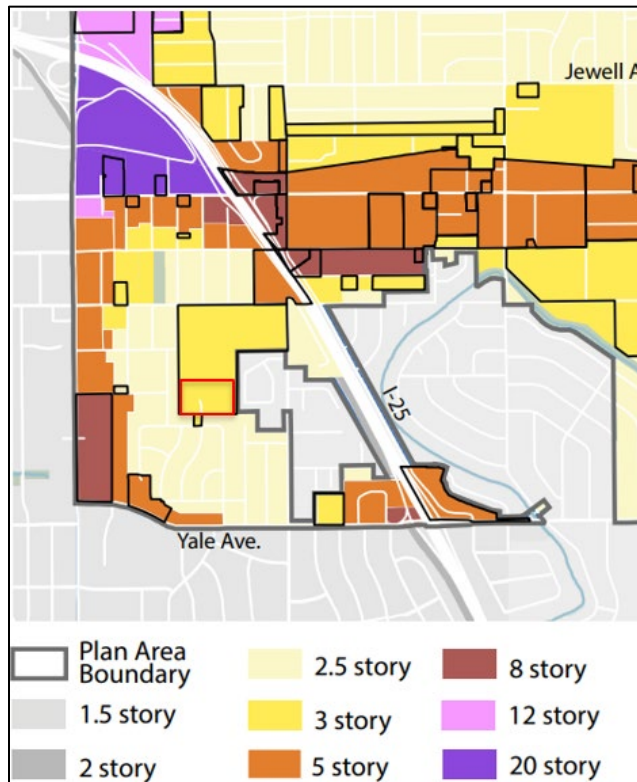 Jewell A
I-25
Yale Ave.
Plan Area
Boundary
1.5 story
2 story
2.5 story
3 story
5 story
8 story
12 story
20 story